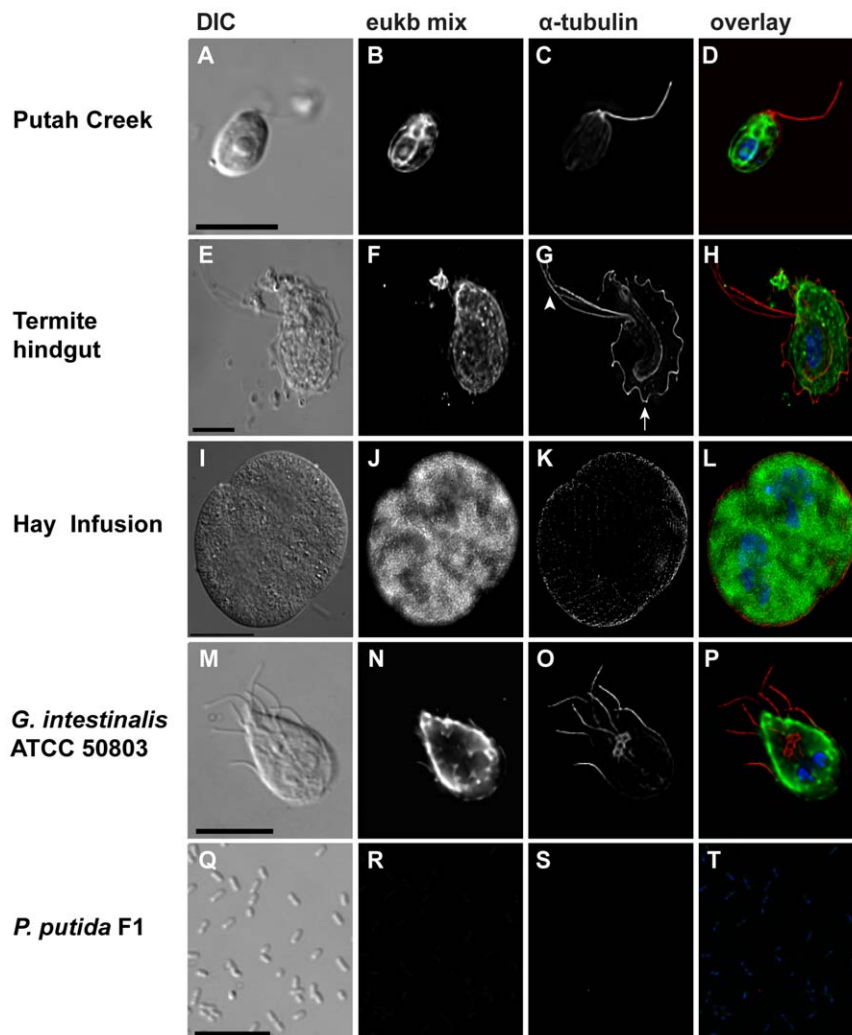 DIC eukb mix α-tubulin overlay
A B C D
Putah Creek
E F G H
Termite
hindgut
I J K L
Hay Infusion
M N O P
G. intestinalis
ATCC 50803
Q R S T
P. putida F1